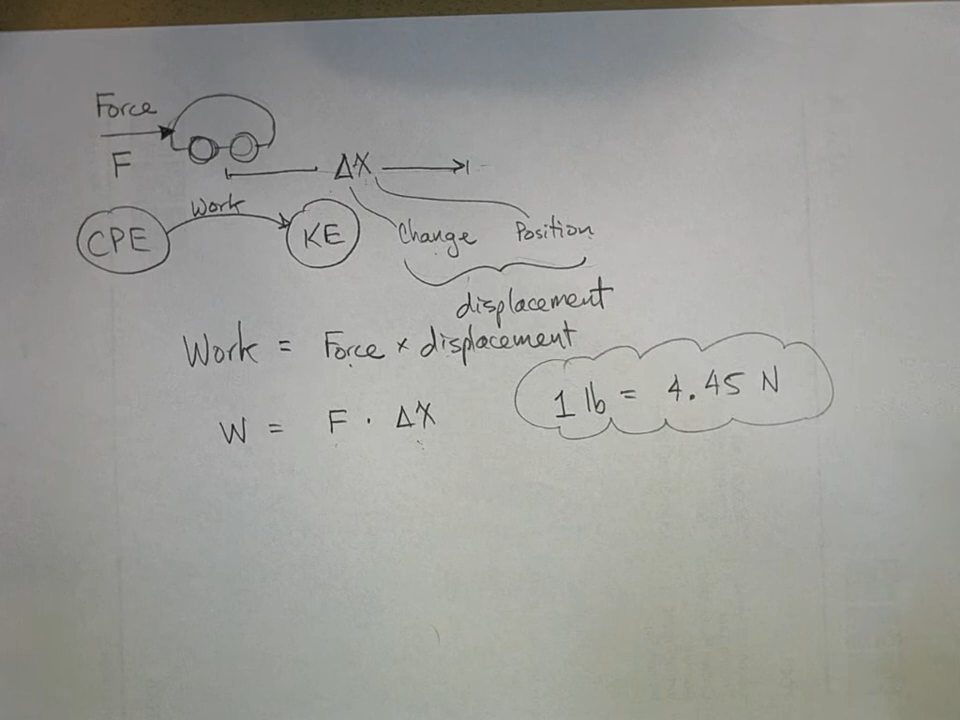 Force
F
ΔX
CPE
Work
KE
Change Position
displacement
Work = Force × displacement
W = F · ΔX
1 lb = 4.45 N